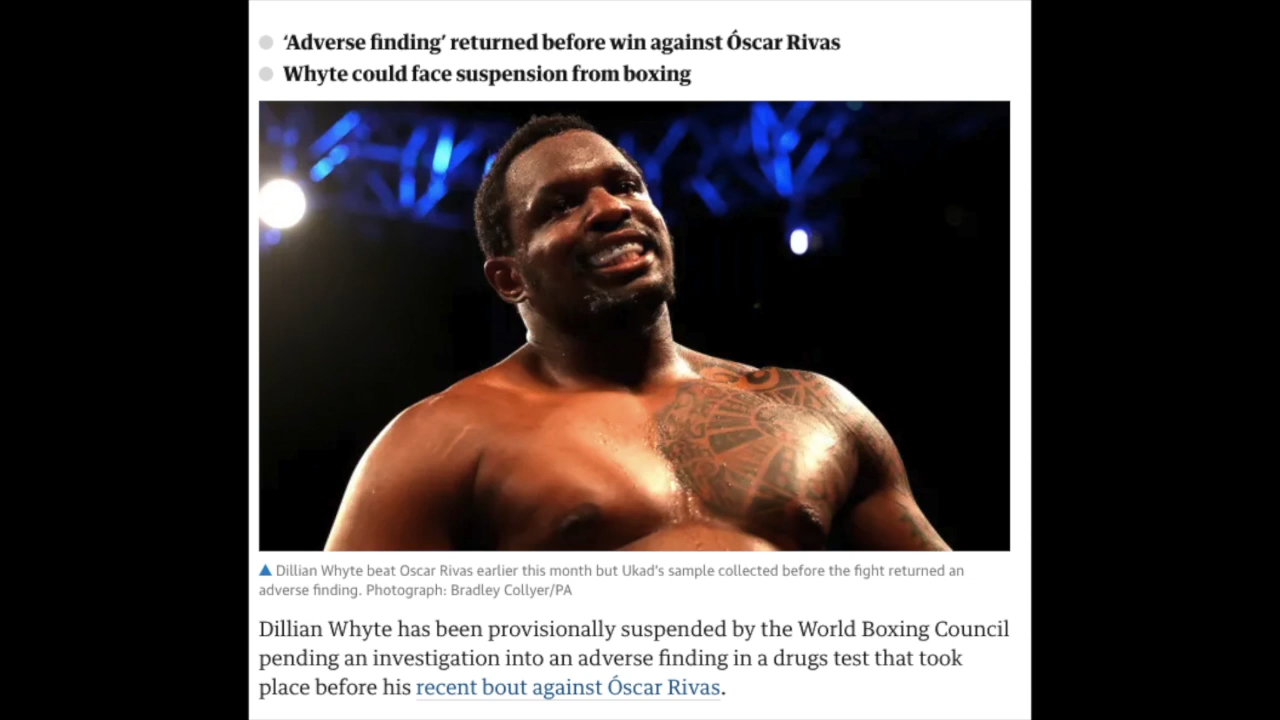 ‘Adverse finding’ returned before win against Óscar Rivas
Whyte could face suspension from boxing
Dillian Whyte beat Oscar Rivas earlier this month but Ukad's sample collected before the fight returned an
adverse finding. Photograph: Bradley Collyer/PA
Dillian Whyte has been provisionally suspended by the World Boxing Council
pending an investigation into an adverse finding in a drugs test that took
place before his recent bout against Óscar Rivas.